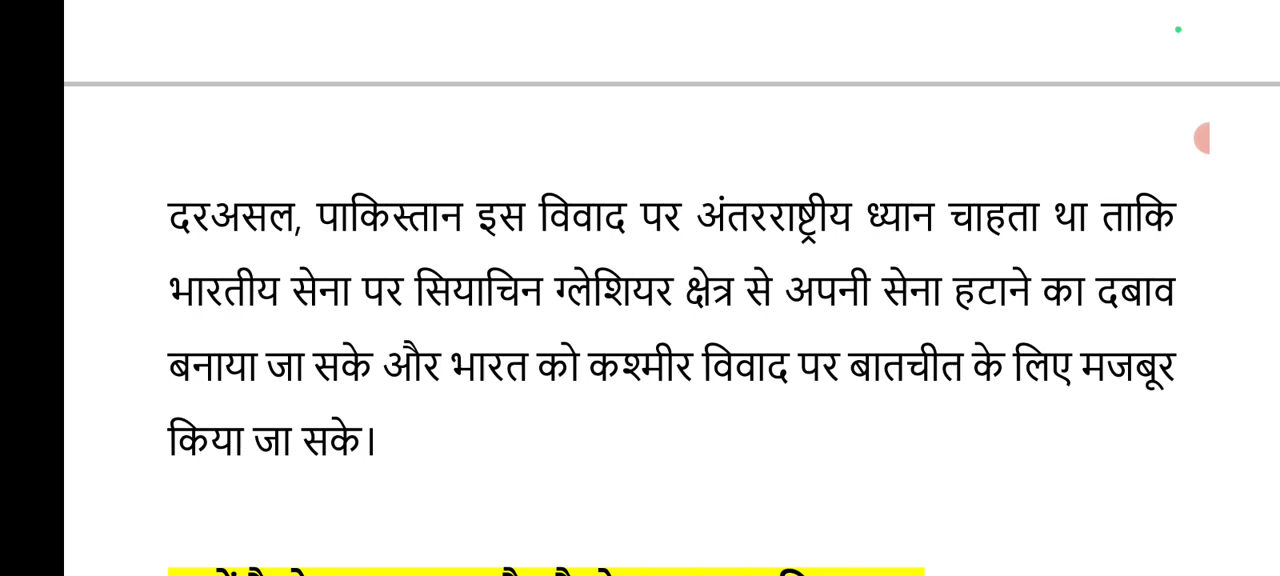 दरअसल, पाकिस्तान इस विवाद पर अंतरराष्ट्रीय ध्यान चाहता था ताकि
भारतीय सेना पर सियाचिन ग्लेशियर क्षेत्र से अपनी सेना हटाने का दबाव
बनाया जा सके और भारत को कश्मीर विवाद पर बातचीत के लिए मजबूर
किया जा सके।